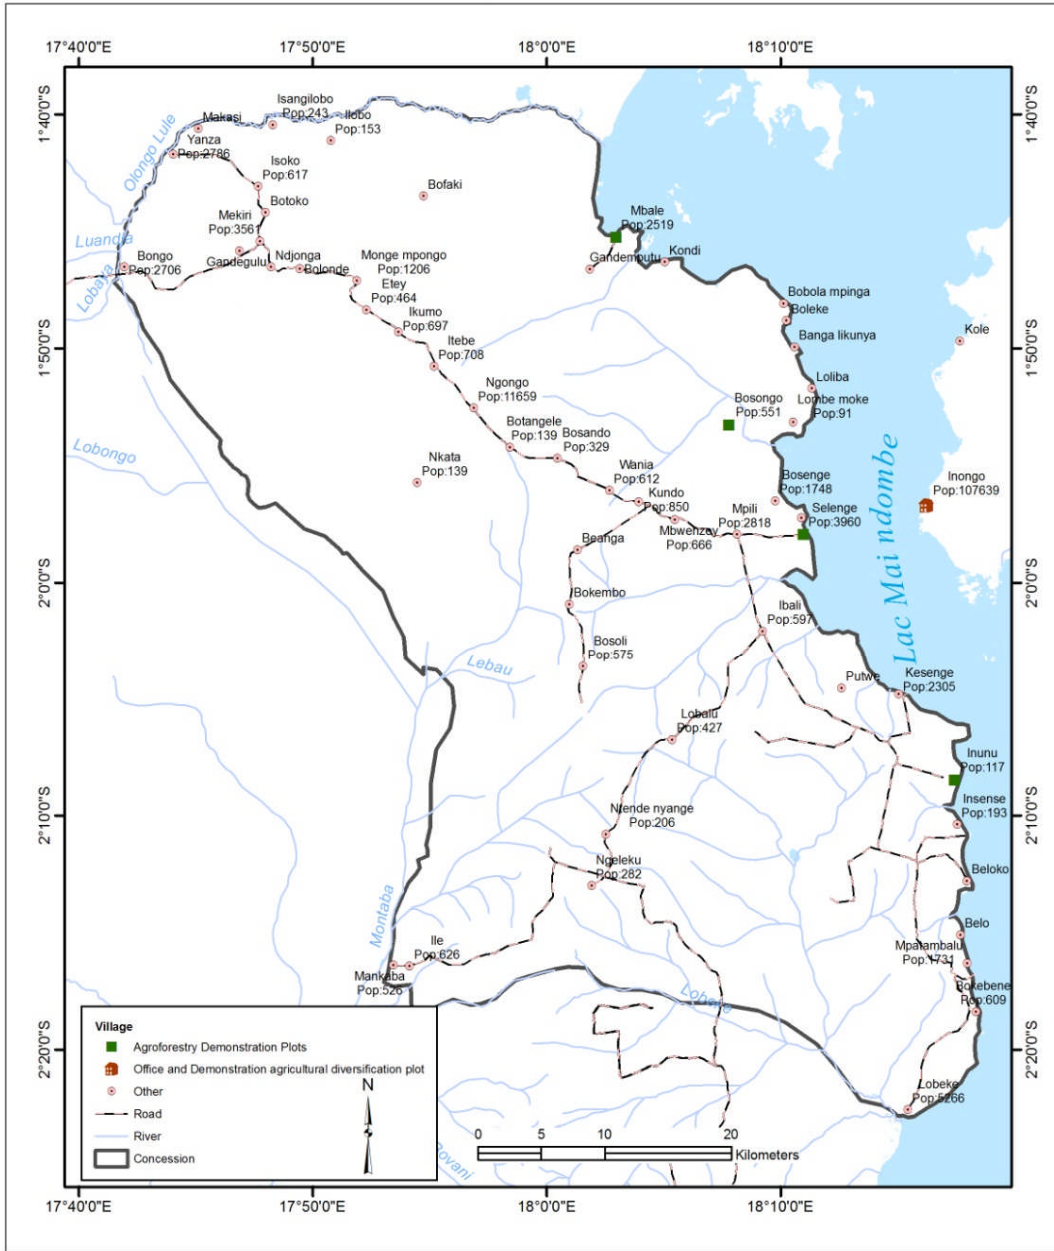 17°40'0"E
17°50'0"E
18°00'0"E
18°10'0"E
1°40'0"S
1°40'0"S
Isangilobo
Pop:243
Ilobo
Pop:153
Makasi
Yanza
Pop:2786
Olongo Lule
Isoko
Pop:617
Bofaki
Botoko
Mekiri
Pop:3561
Mbale
Pop:2519
Luandja
Bongo
Pop:2706
Gandegulu
Ndjonga
Bolonde
Monge mpongo
Pop:1206
Gandemputu
Kondi
Lobaya
Etey
Pop:464
Bobola mpinga
Boleke
Ikumo
Pop:697
Banga likunya
Kole
1°50'0"S
1°50'0"S
Itebe
Pop:708
Ngongo
Pop:11659
Loliba
Bosongo
Pop:551
Lombe moke
Pop:91
Botangele
Pop:139
Bosando
Pop:329
Lobongo
Nkata
Pop:139
Wania
Pop:612
Bosenge
Pop:1748
Inongo
Pop:107639
Kundo
Pop:850
Mpili
Pop:2818
Selenge
Pop:3960
Mbwenzey
Pop:666
Lac Mai ndombe
Beanga
2°0'0"S
2°0'0"S
Bokembo
Ibali
Pop:597
Bosoli
Pop:575
Lebau
Putwe
Kesenge
Pop:2305
Lobalu
Pop:427
Inunu
Pop:117
Insense
Pop:193
2°10'0"S
2°10'0"S
Ntende nyange
Pop:206
Ngeleku
Pop:282
Beloko
Montaba
Belo
Ile
Pop:626
Mpatambalu
Pop:1731
Mankaba
Pop:526
Bokebene
Pop:609
2°20'0"S
2°20'0"S
Lobeke
Pop:5266
Village
Agroforestry Demonstration Plots
Office and Demonstration agricultural diversification plot
Other
Road
River
Concession
N
0 5 10 20
Kilometers
17°40'0"E
17°50'0"E
18°00'0"E
18°10'0"E